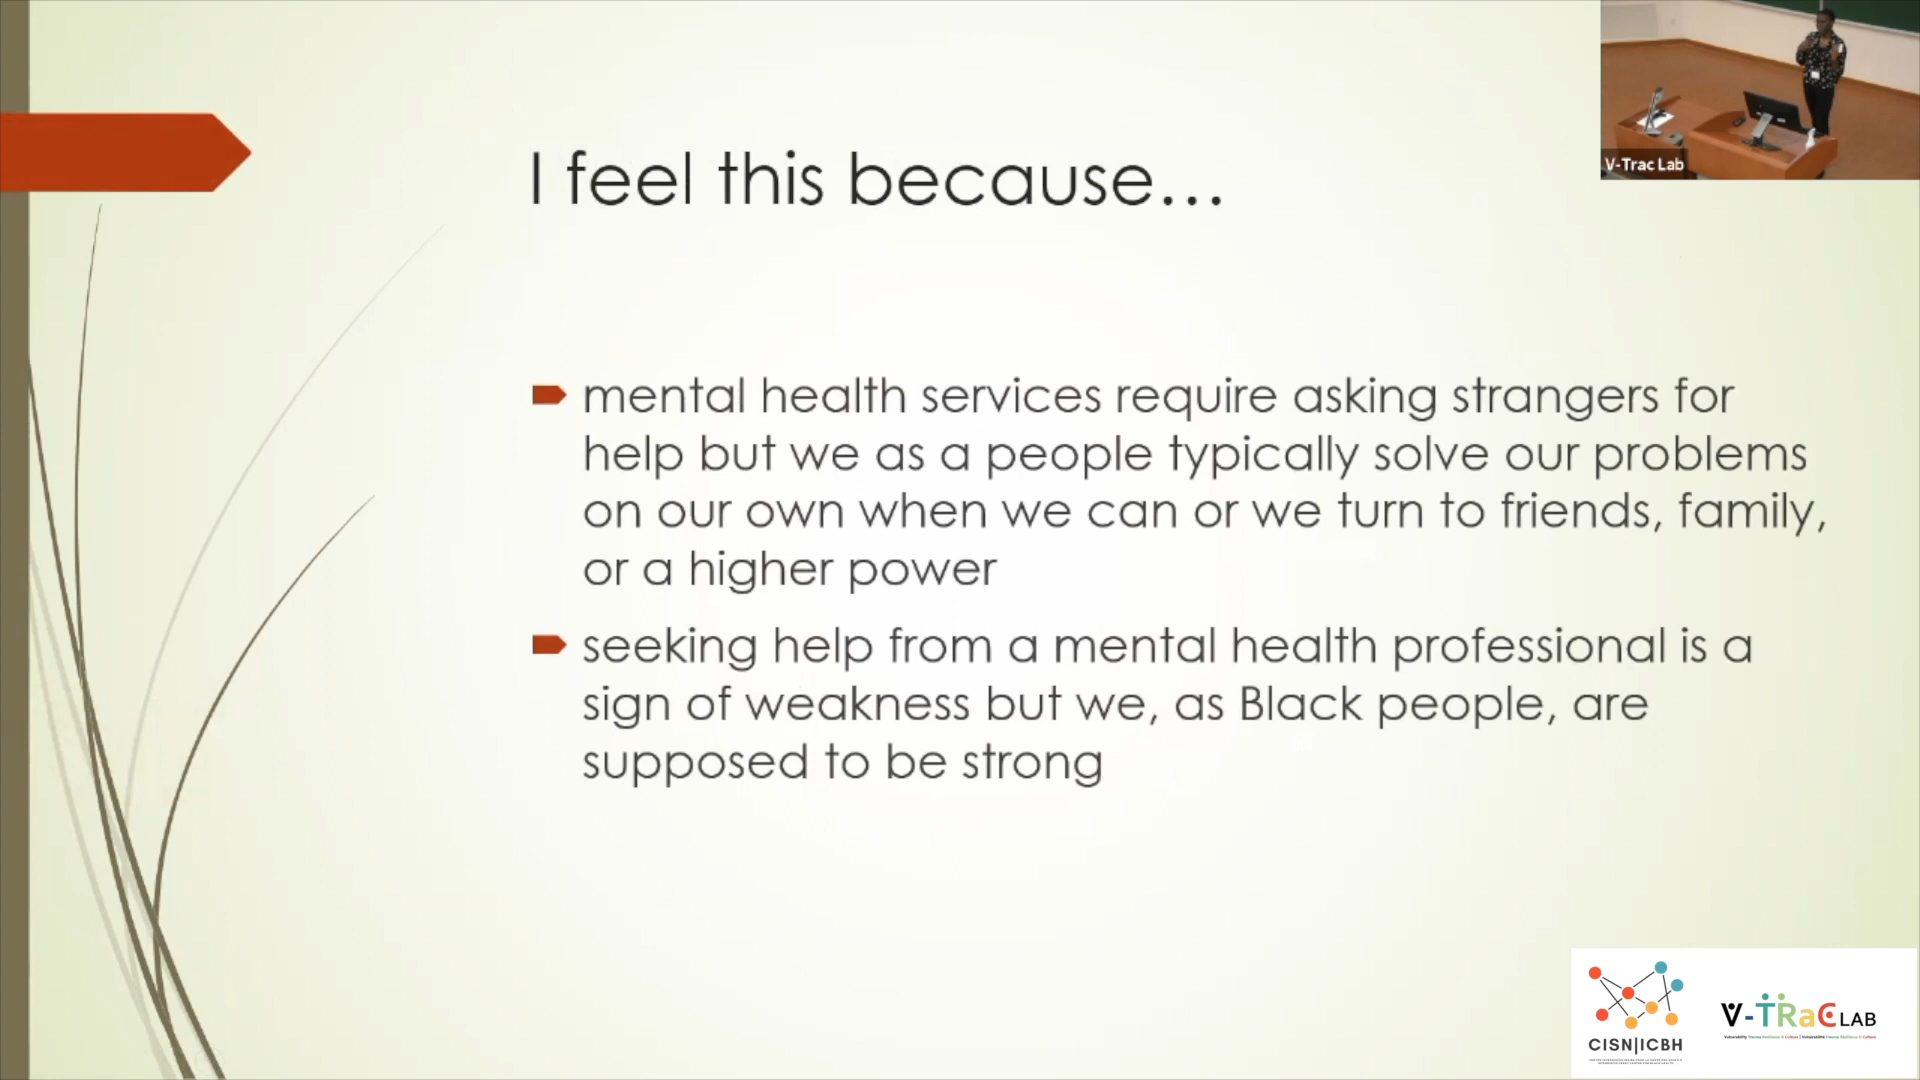 I feel this because...
mental health services require asking strangers for
help but we as a people typically solve our problems
on our own when we can or we turn to friends, family,
or a higher power
seeking help from a mental health professional is a
sign of weakness but we, as Black people, are
supposed to be strong
V-Trac Lab
CISN|ICBH
V-TRaC LAB